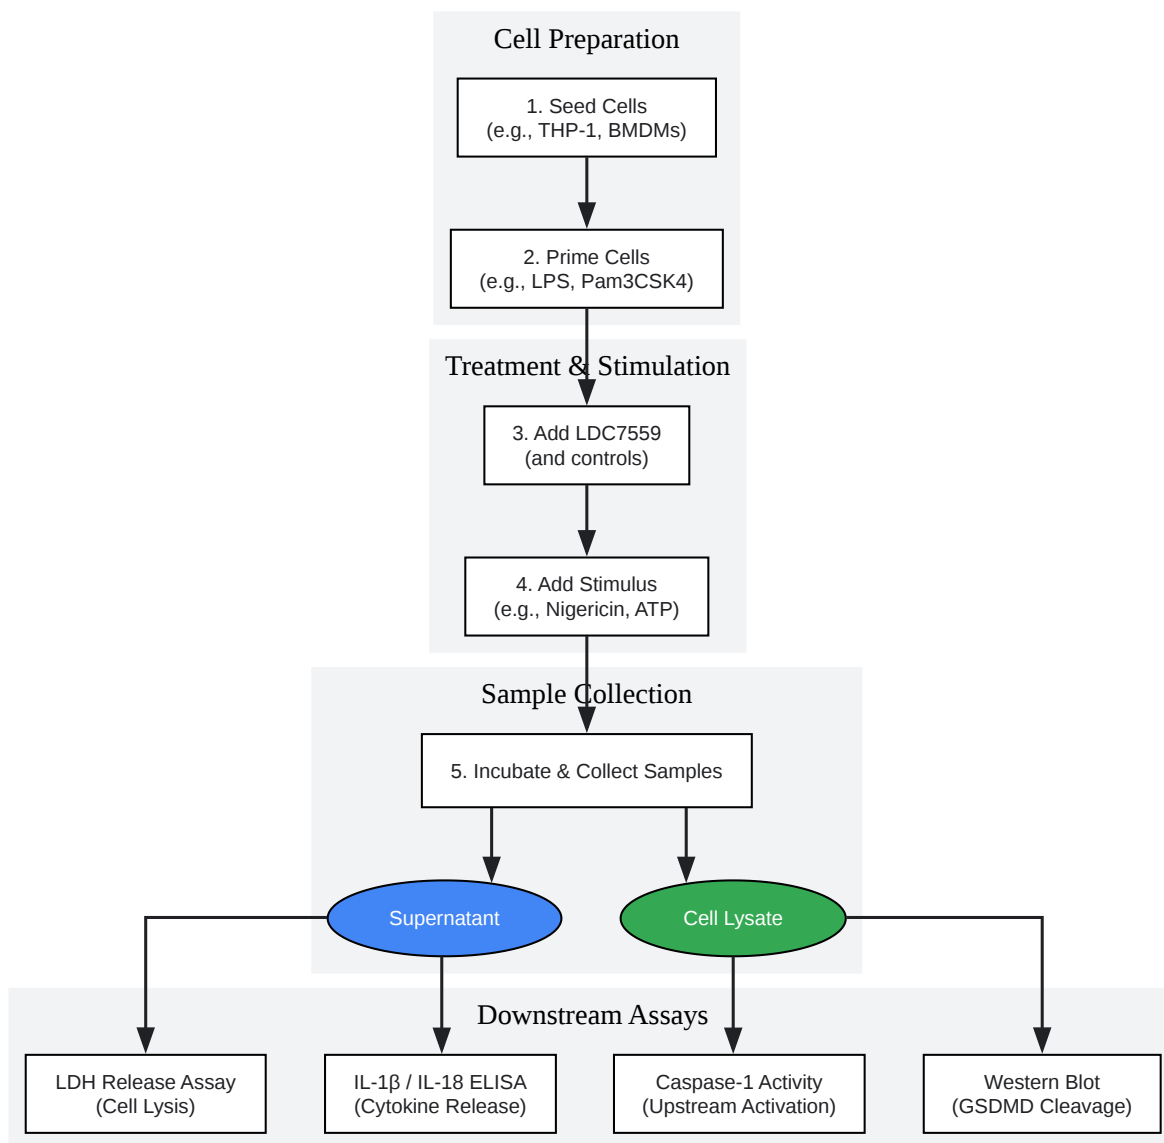 Cell Preparation
1. Seed Cells
(e.g., THP-1, BMDMs)
2. Prime Cells
(e.g., LPS, Pam3CSK4)
Treatment & Stimulation
3. Add LDC7559
(and controls)
4. Add Stimulus
(e.g., Nigericin, ATP)
Sample Collection
5. Incubate & Collect Samples
Supernatant
Cell Lysate
Downstream Assays
LDH Release Assay
(Cell Lysis)
IL-1β / IL-18 ELISA
(Cytokine Release)
Caspase-1 Activity
(Upstream Activation)
Western Blot
(GSDMD Cleavage)